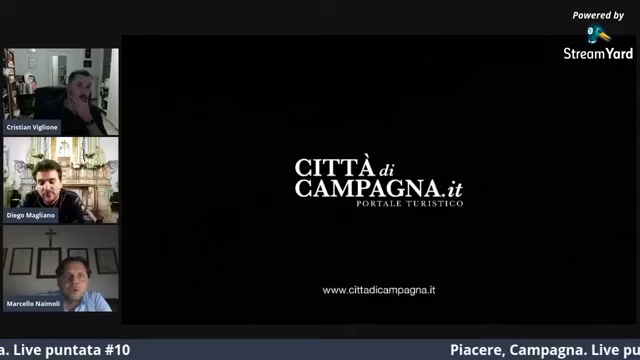 Powered by
StreamYard
Cristian Viglione
Diego Magliano
Marcello Naimoli
CITTÀ di
CAMPAGNA.it
PORTALE TURISTICO
www.cittadicampagna.it
a. Live puntata #10
Piacere, Campagna. Live pu